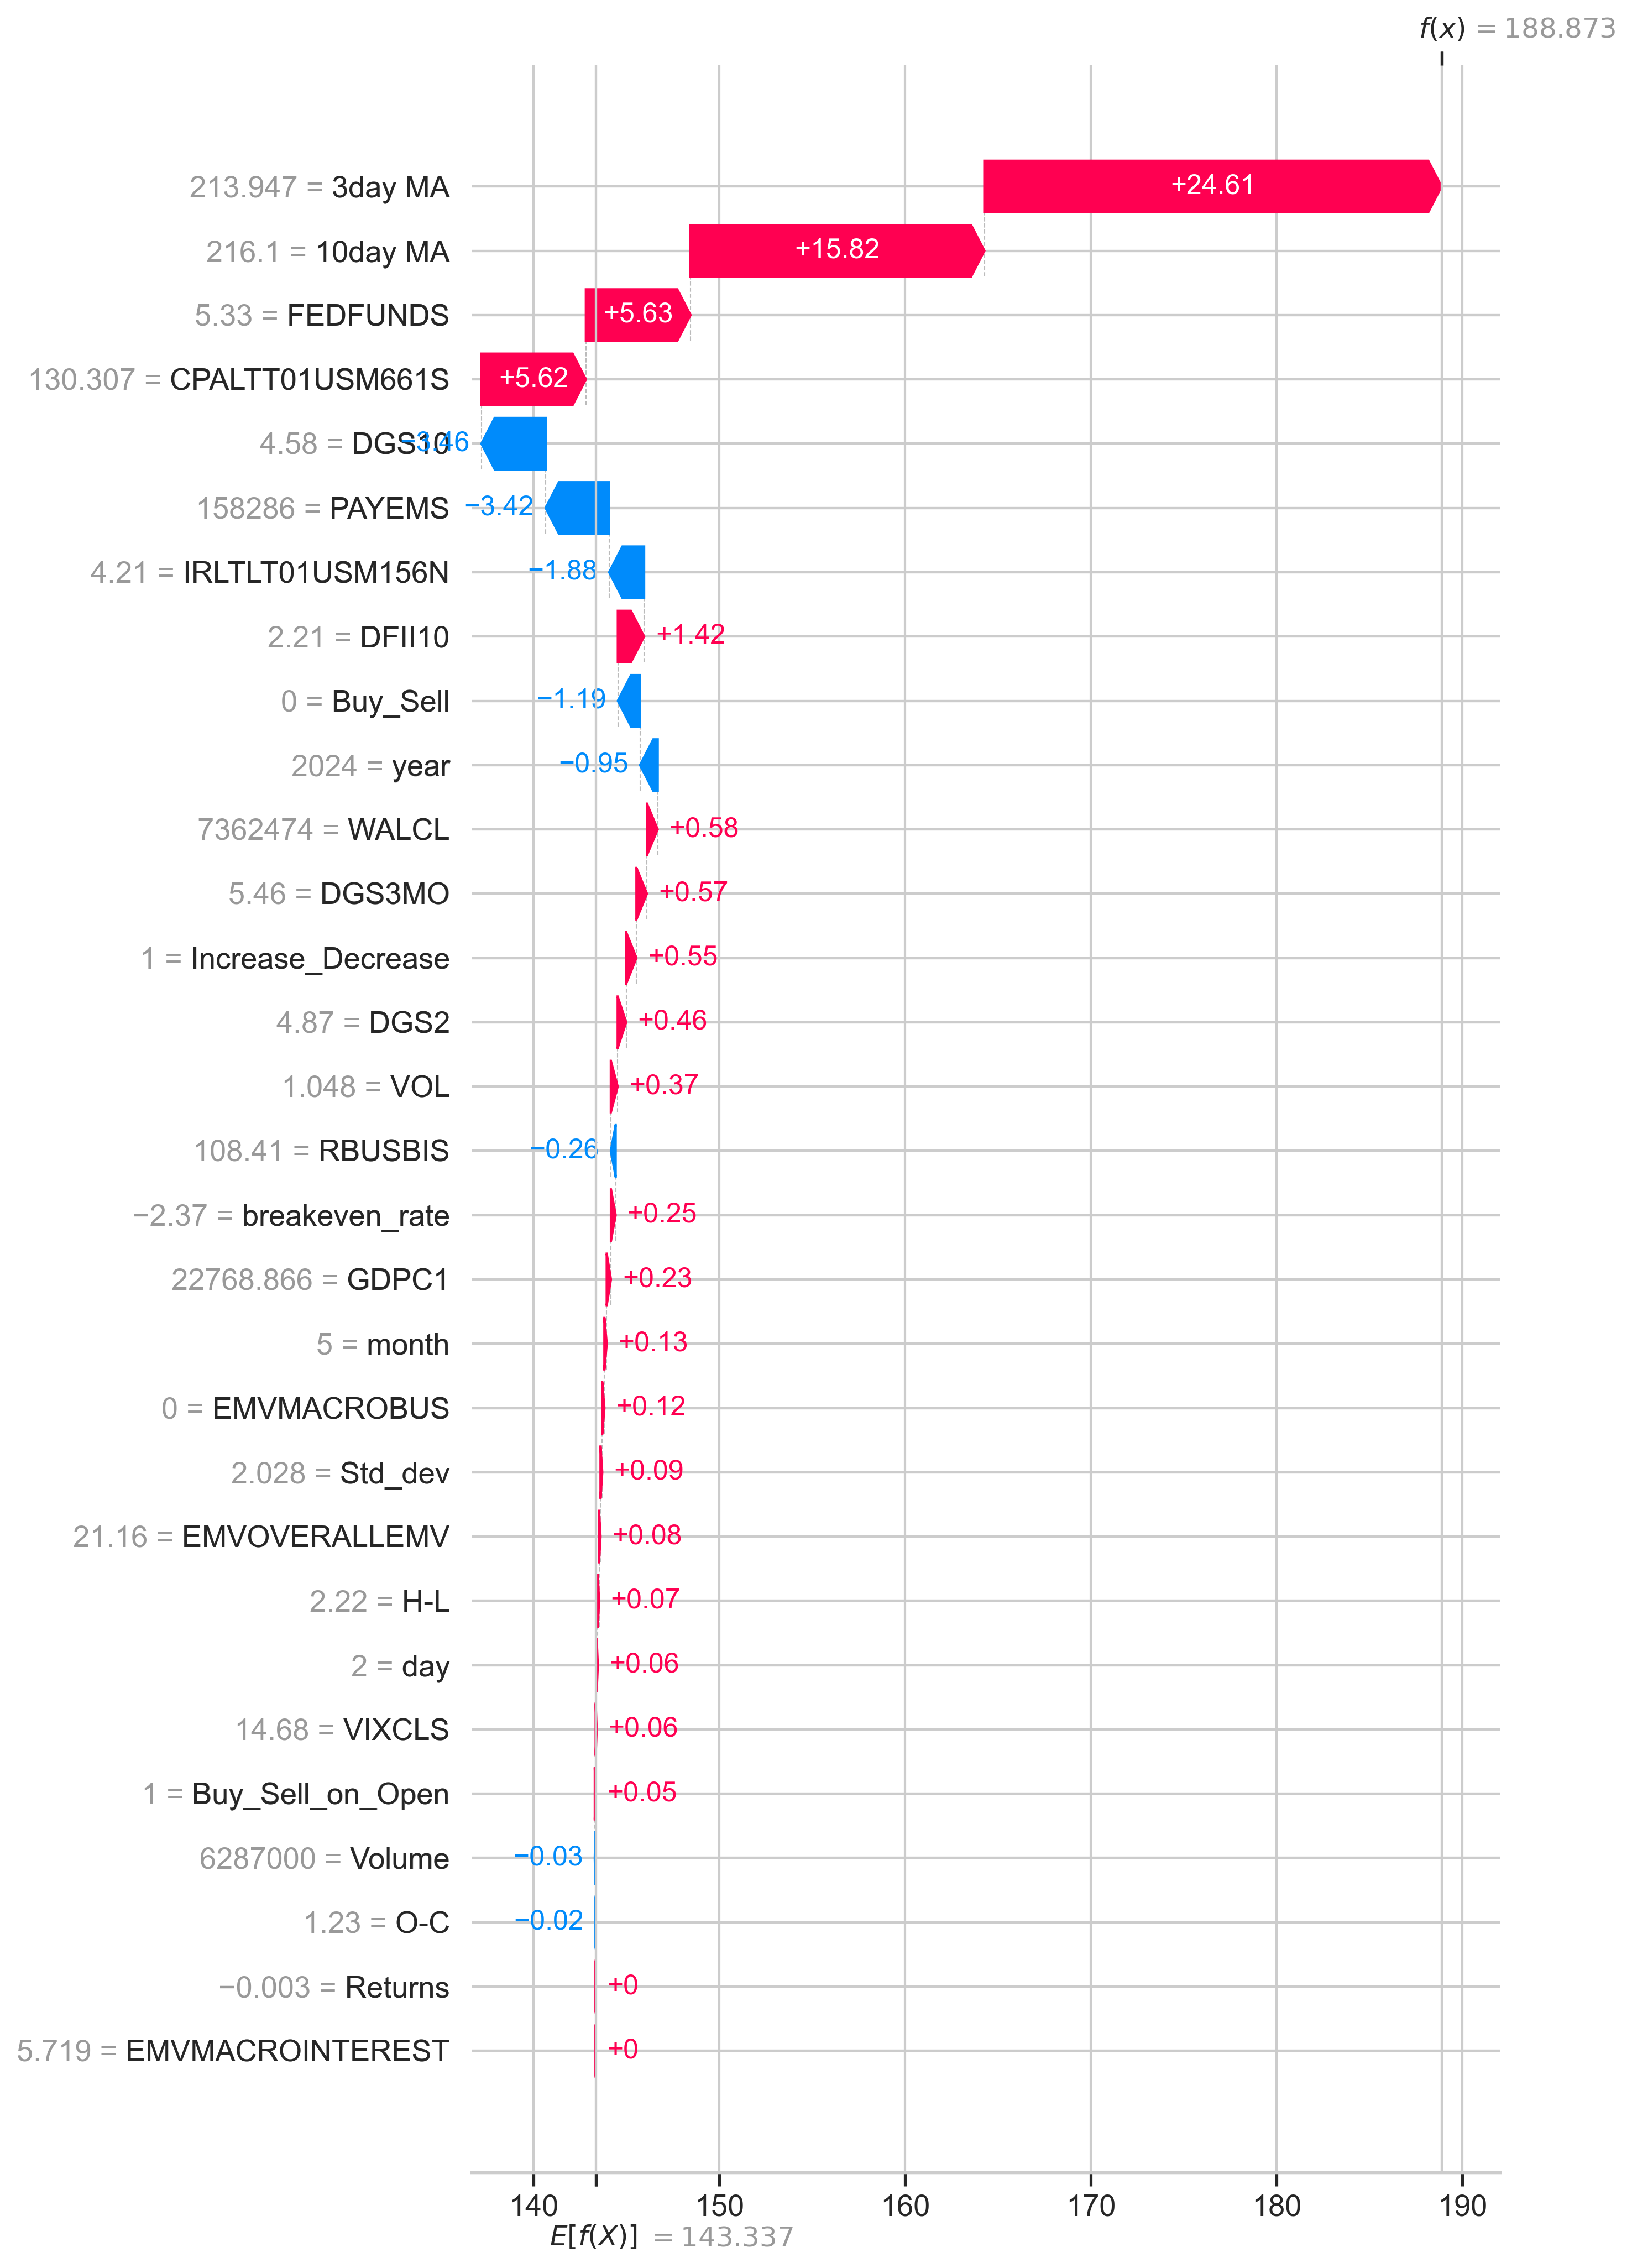 f(x) = 188.873
213.947 = 3day MA +24.61
216.1 = 10day MA +15.82
5.33 = FEDFUNDS +5.63
130.307 = CPALTT01USM661S +5.62
4.58 = DGS10 −3.46
158286 = PAYEMS −3.42
4.21 = IRLTLT01USM156N −1.88
2.21 = DFII10 +1.42
0 = Buy_Sell −1.19
2024 = year −0.95
7362474 = WALCL +0.58
5.46 = DGS3MO +0.57
1 = Increase_Decrease +0.55
4.87 = DGS2 +0.46
1.048 = VOL +0.37
108.41 = RBUSBIS −0.26
−2.37 = breakeven_rate +0.25
22768.866 = GDPC1 +0.23
5 = month +0.13
0 = EMVMACROBUS +0.12
2.028 = Std_dev +0.09
21.16 = EMVOVERALLEMV +0.08
2.22 = H-L +0.07
2 = day +0.06
14.68 = VIXCLS +0.06
1 = Buy_Sell_on_Open +0.05
6287000 = Volume −0.03
1.23 = O-C −0.02
−0.003 = Returns +0
5.719 = EMVMACROINTEREST +0
140 150 160 170 180 190
E[f(X)] = 143.337